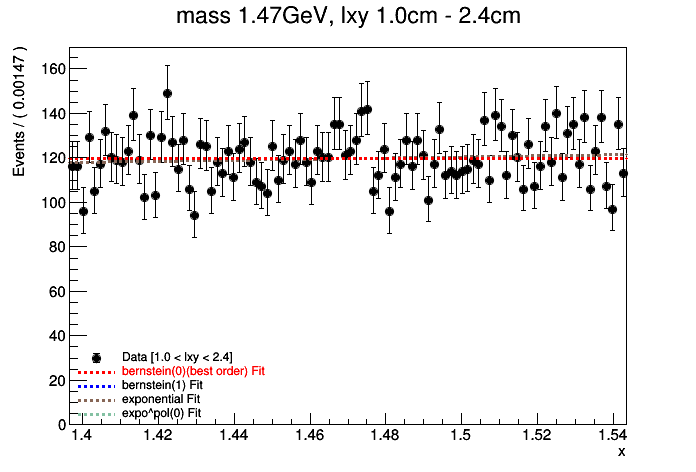 mass 1.47GeV, lxy 1.0cm - 2.4cm
Events / ( 0.00147 )
160
140
120
100
80
60
40
20
0
Data [1.0 < lxy < 2.4]
bernstein(0)(best order) Fit
bernstein(1) Fit
exponential Fit
expo^pol(0) Fit
1.4 1.42 1.44 1.46 1.48 1.5 1.52 1.54
x